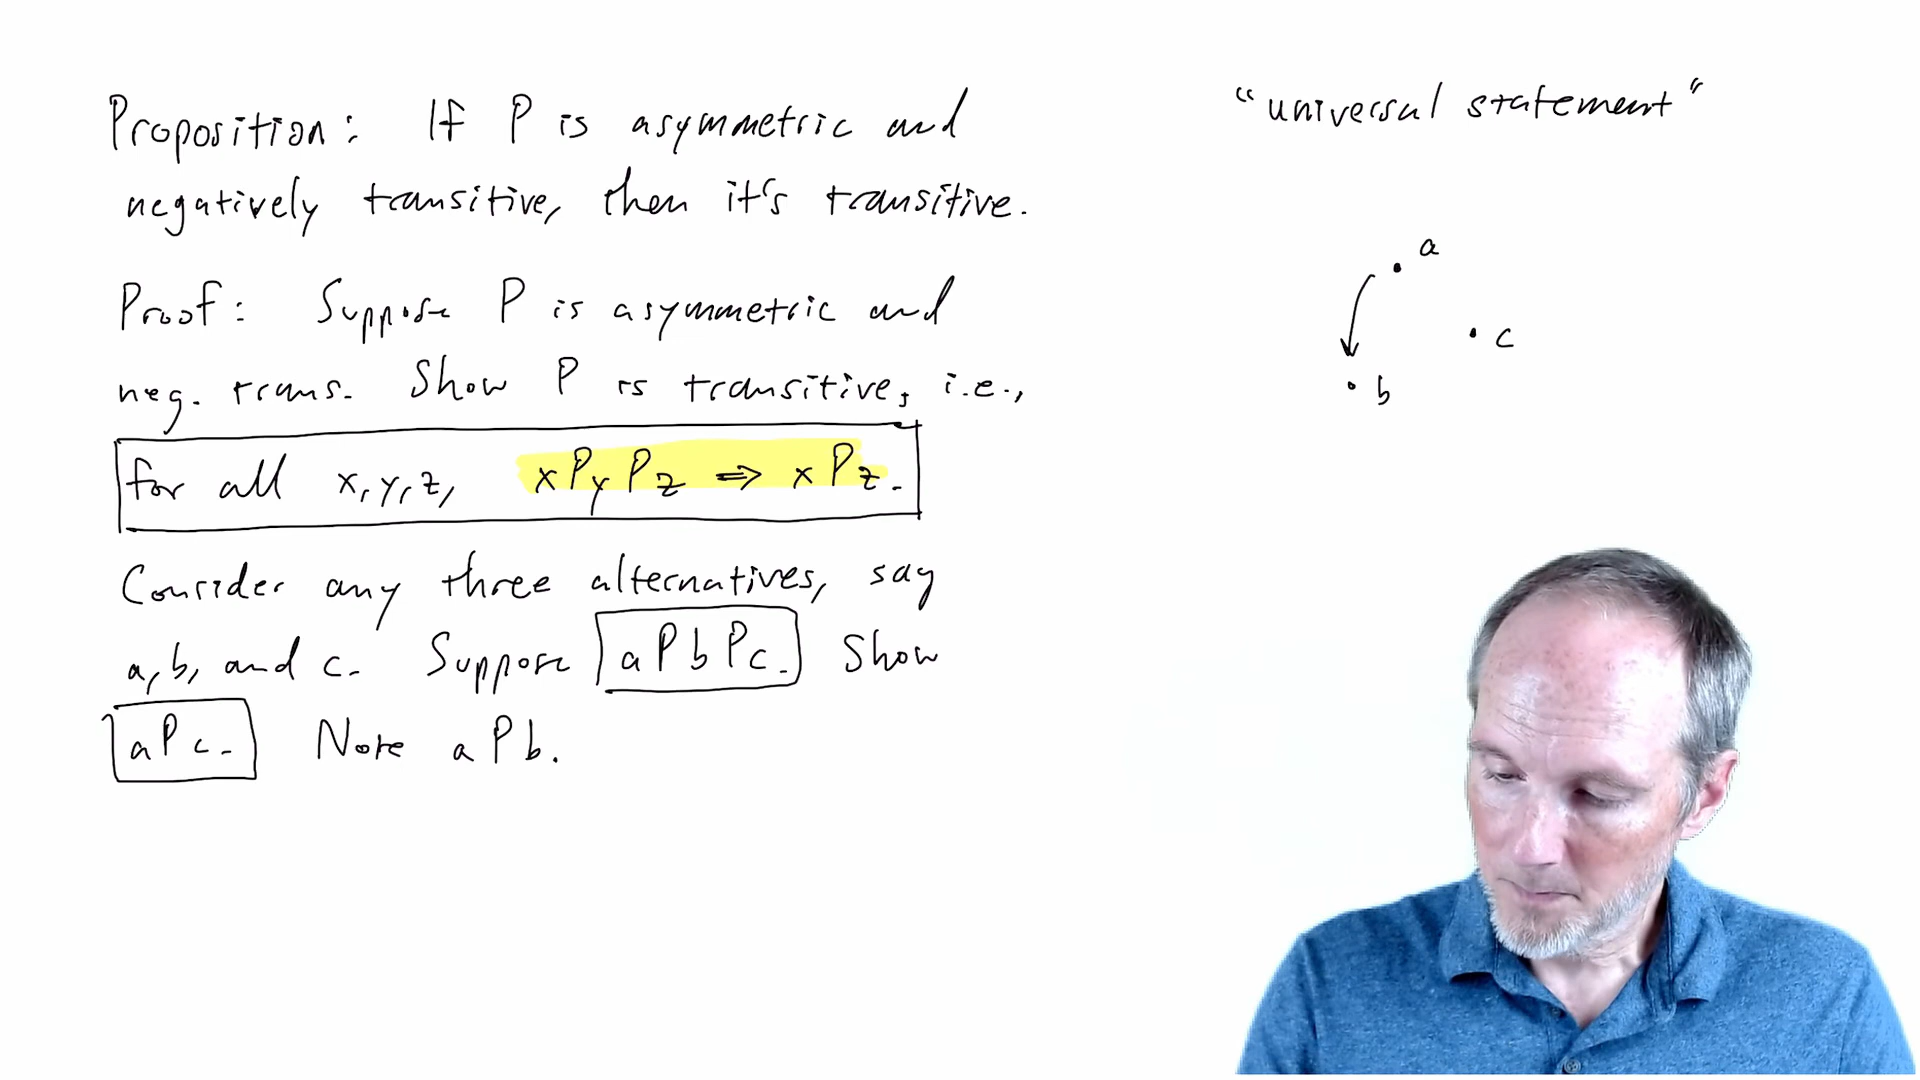 Proposition: If P is asymmetric and
negatively transitive, then it's transitive.
Proof: Suppose P is asymmetric and
neg. trans. Show P is transitive, i.e.,
for all x, y, z, xPyPz ⇒ xPz.
Consider any three alternatives, say
a, b, and c. Suppose aPbPc. Show
aPc. Note aPb.
"universal statement"
a
c
b